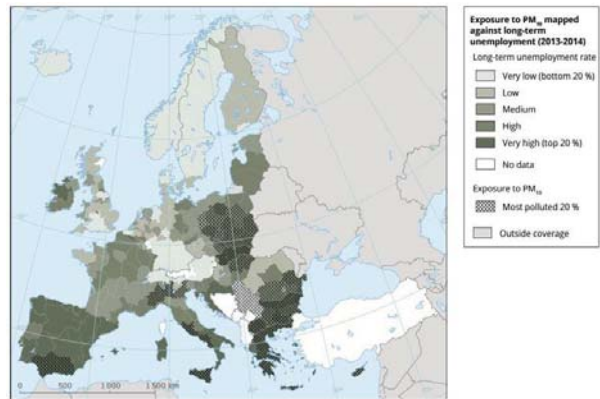 Exposure to PM₁₀ mapped
against long-term
unemployment (2013-2014)
Long-term unemployment rate
Very low (bottom 20 %)
Low
Medium
High
Very high (top 20 %)
No data
Exposure to PM₁₀
Most polluted 20 %
Outside coverage
0 500 1 000 1 500 km